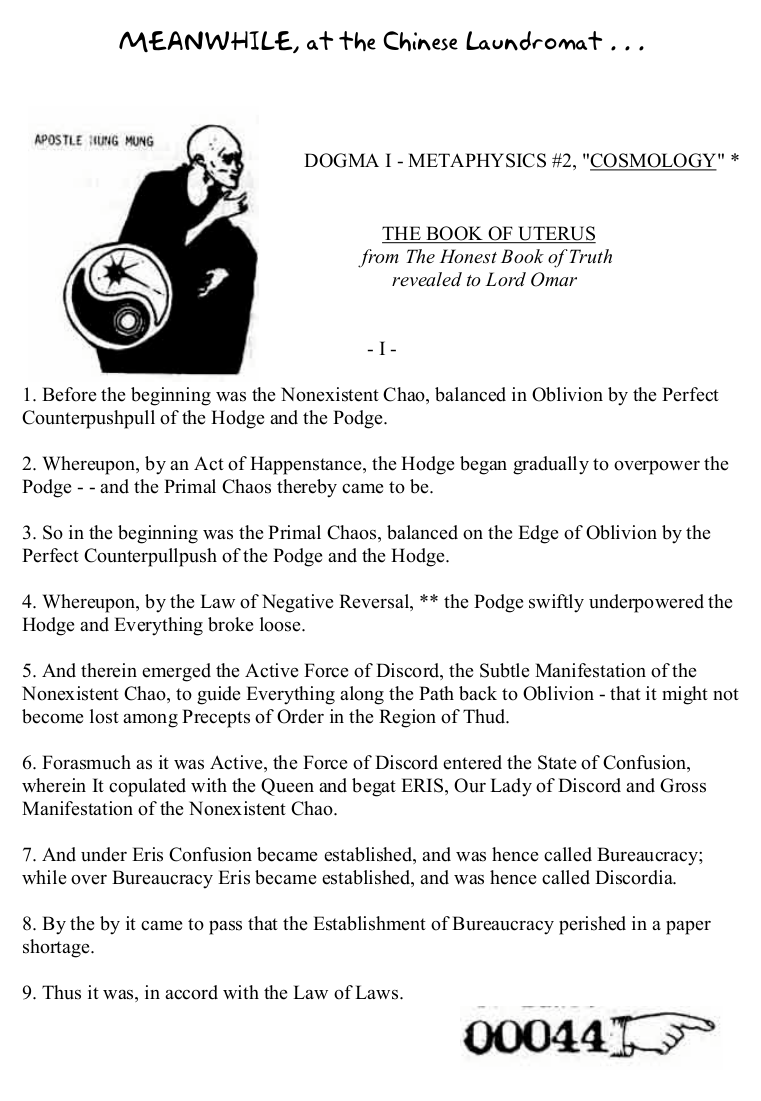 MEANWHILE, at the Chinese Laundromat . . .
APOSTLE HUNG MUNG
DOGMA I - METAPHYSICS #2, "COSMOLOGY" *
THE BOOK OF UTERUS
from The Honest Book of Truth
revealed to Lord Omar
- I -
1. Before the beginning was the Nonexistent Chao, balanced in Oblivion by the Perfect
Counterpushpull of the Hodge and the Podge.
2. Whereupon, by an Act of Happenstance, the Hodge began gradually to overpower the
Podge - - and the Primal Chaos thereby came to be.
3. So in the beginning was the Primal Chaos, balanced on the Edge of Oblivion by the
Perfect Counterpullpush of the Podge and the Hodge.
4. Whereupon, by the Law of Negative Reversal, ** the Podge swiftly underpowered the
Hodge and Everything broke loose.
5. And therein emerged the Active Force of Discord, the Subtle Manifestation of the
Nonexistent Chao, to guide Everything along the Path back to Oblivion - that it might not
become lost among Precepts of Order in the Region of Thud.
6. Forasmuch as it was Active, the Force of Discord entered the State of Confusion,
wherein It copulated with the Queen and begat ERIS, Our Lady of Discord and Gross
Manifestation of the Nonexistent Chao.
7. And under Eris Confusion became established, and was hence called Bureaucracy;
while over Bureaucracy Eris became established, and was hence called Discordia.
8. By the by it came to pass that the Establishment of Bureaucracy perished in a paper
shortage.
9. Thus it was, in accord with the Law of Laws.
00044